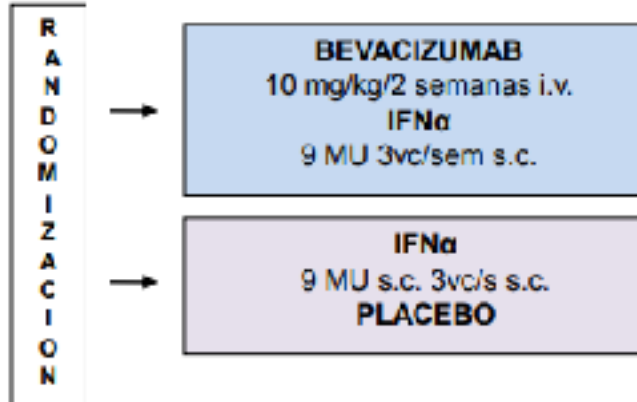 RANDOMIZACION
BEVACIZUMAB
10 mg/kg/2 semanas i.v.
IFNα
9 MU 3vc/sem s.c.
IFNα
9 MU s.c. 3vc/s s.c.
PLACEBO